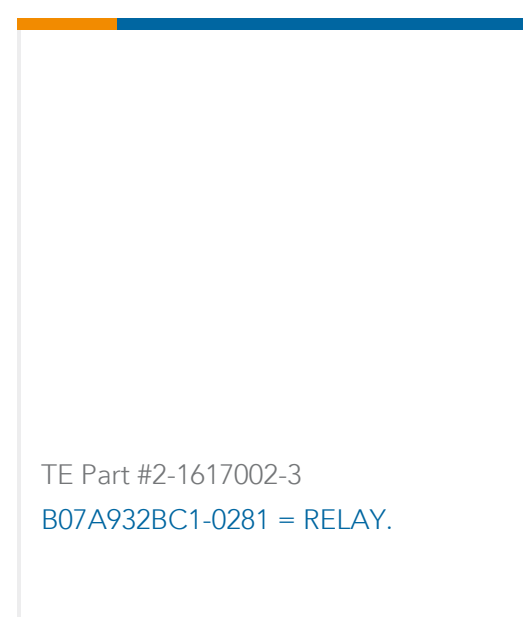 TE Part #2-1617002-3
B07A932BC1-0281 = RELAY.